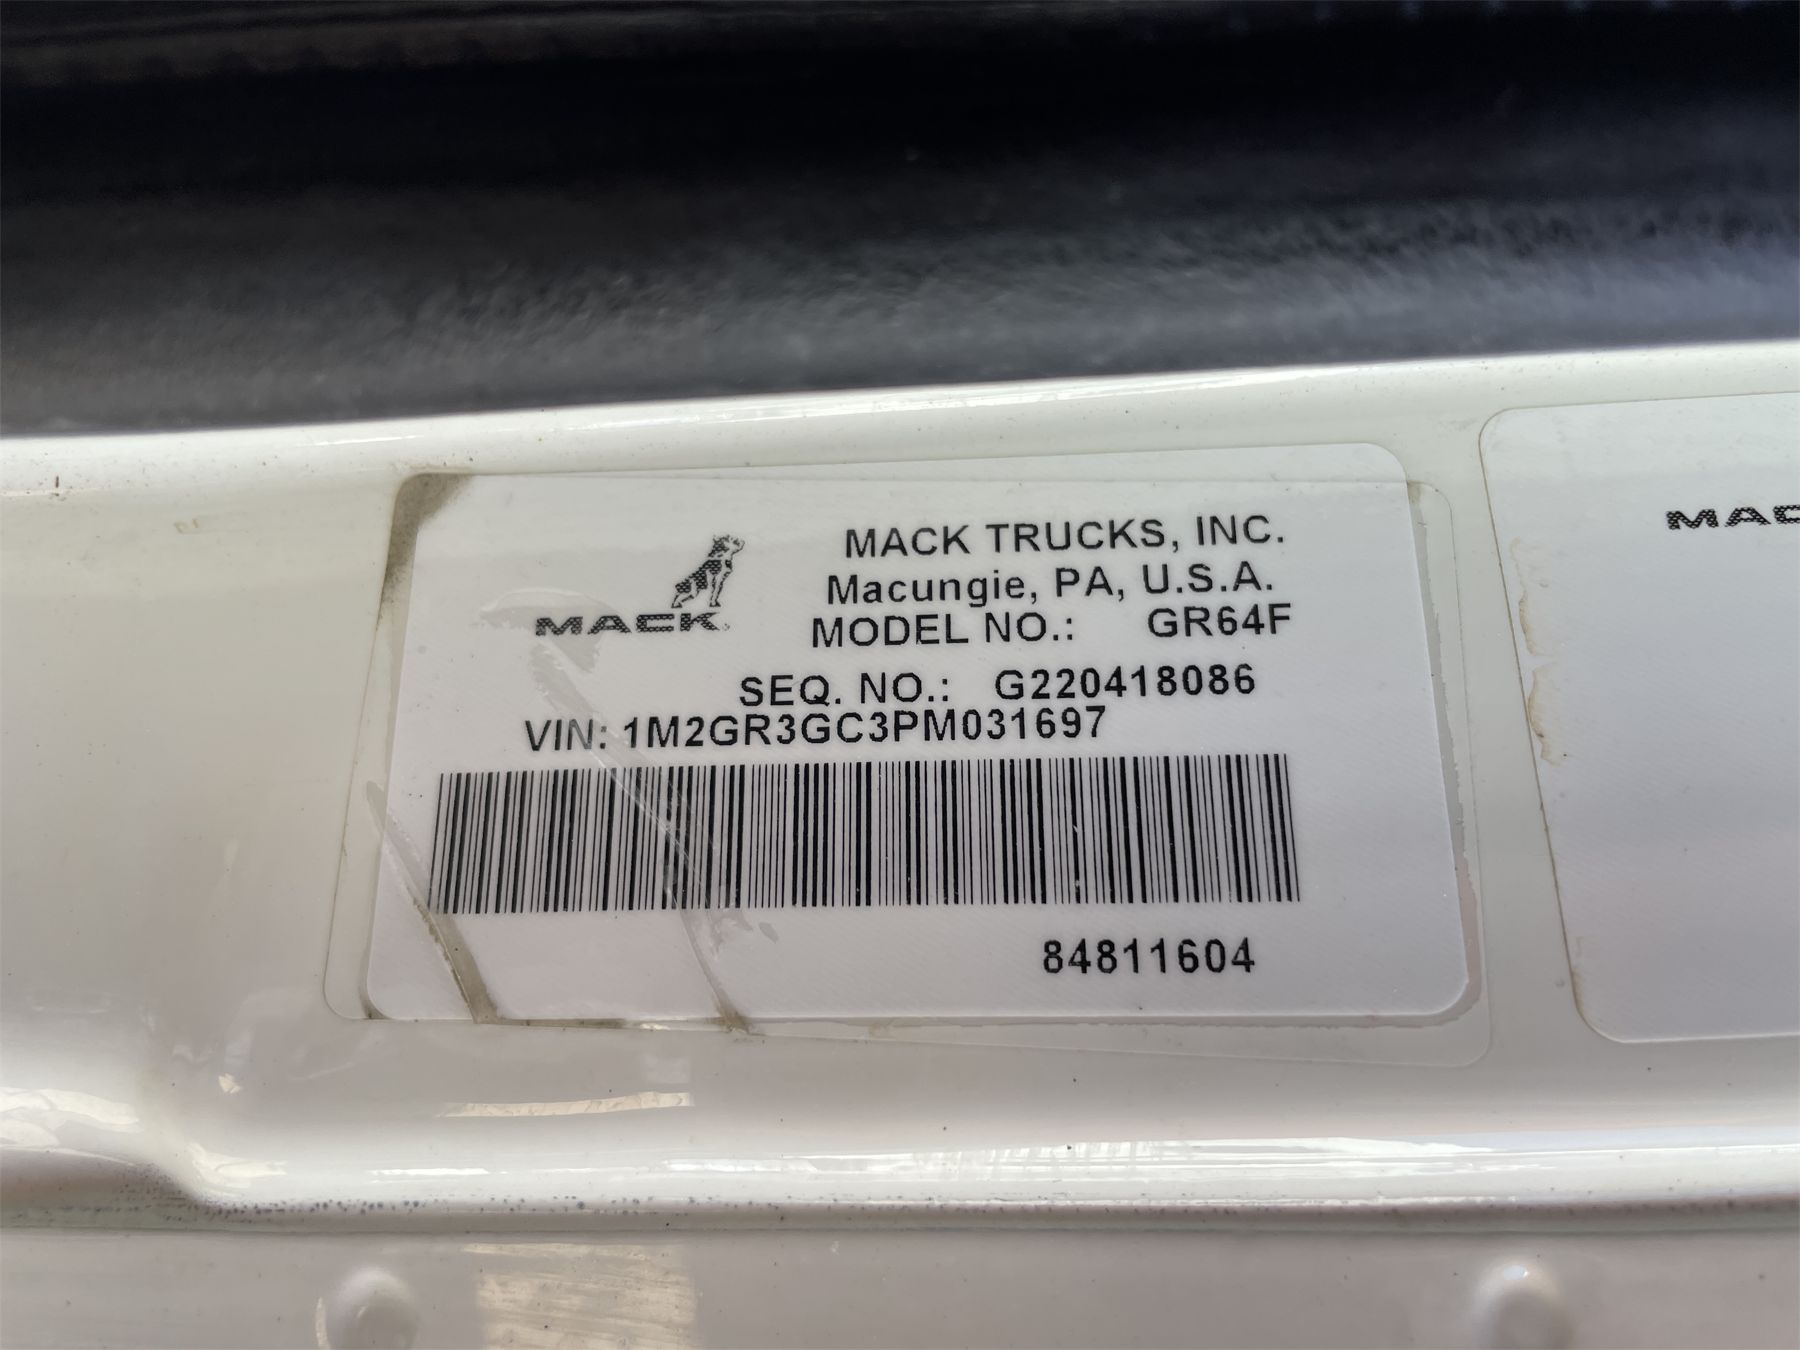 MACK TRUCKS, INC.
Macungie, PA, U.S.A.
MACK
MODEL NO.: GR64F
SEQ. NO.: G220418086
VIN: 1M2GR3GC3PM031697
84811604
MAC